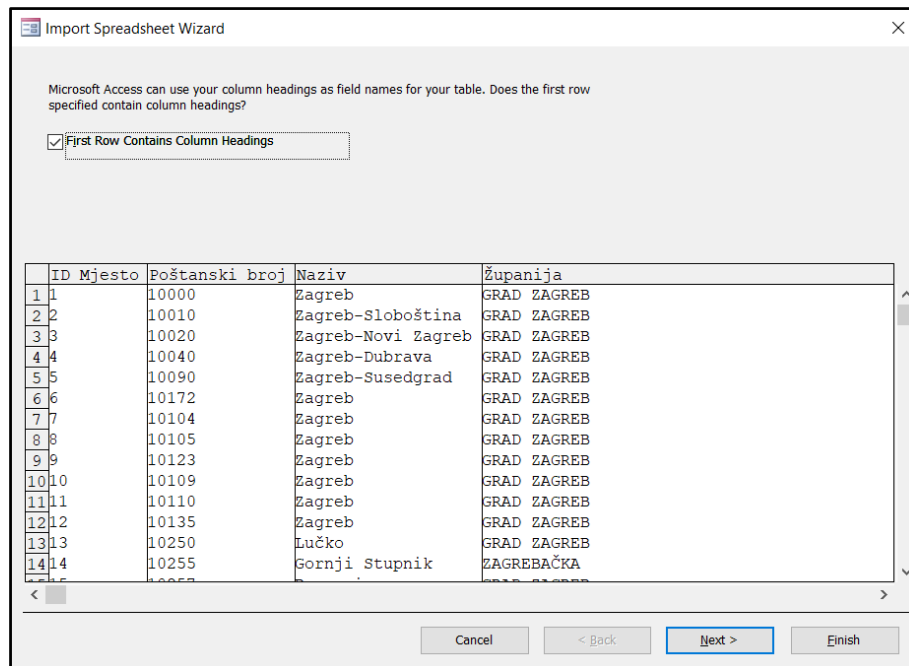 Import Spreadsheet Wizard
Microsoft Access can use your column headings as field names for your table. Does the first row
specified contain column headings?
First Row Contains Column Headings
ID Mjesto Poštanski broj Naziv Županija
1 1 10000 Zagreb GRAD ZAGREB
2 2 10010 Zagreb-Sloboština GRAD ZAGREB
3 3 10020 Zagreb-Novi Zagreb GRAD ZAGREB
4 4 10040 Zagreb-Dubrava GRAD ZAGREB
5 5 10090 Zagreb-Susedgrad GRAD ZAGREB
6 6 10172 Zagreb GRAD ZAGREB
7 7 10104 Zagreb GRAD ZAGREB
8 8 10105 Zagreb GRAD ZAGREB
9 9 10123 Zagreb GRAD ZAGREB
10 10 10109 Zagreb GRAD ZAGREB
11 11 10110 Zagreb GRAD ZAGREB
12 12 10135 Zagreb GRAD ZAGREB
13 13 10250 Lučko GRAD ZAGREB
14 14 10255 Gornji Stupnik ZAGREBAČKA
Cancel < Back Next > Finish